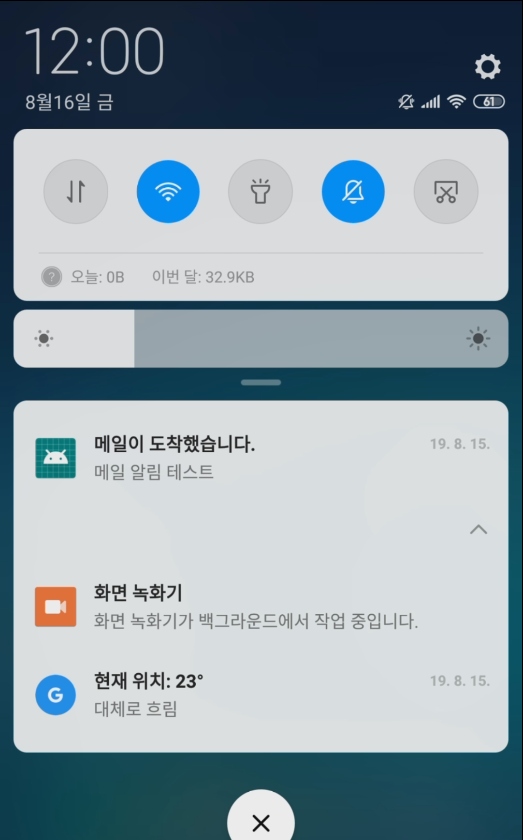 12:00
8월16일 금
61
오늘: 0B 이번 달: 32.9KB
메일이 도착했습니다. 19. 8. 15.
메일 알림 테스트
화면 녹화기
화면 녹화기가 백그라운드에서 작업 중입니다.
G
현재 위치: 23° 19. 8. 15.
대체로 흐림